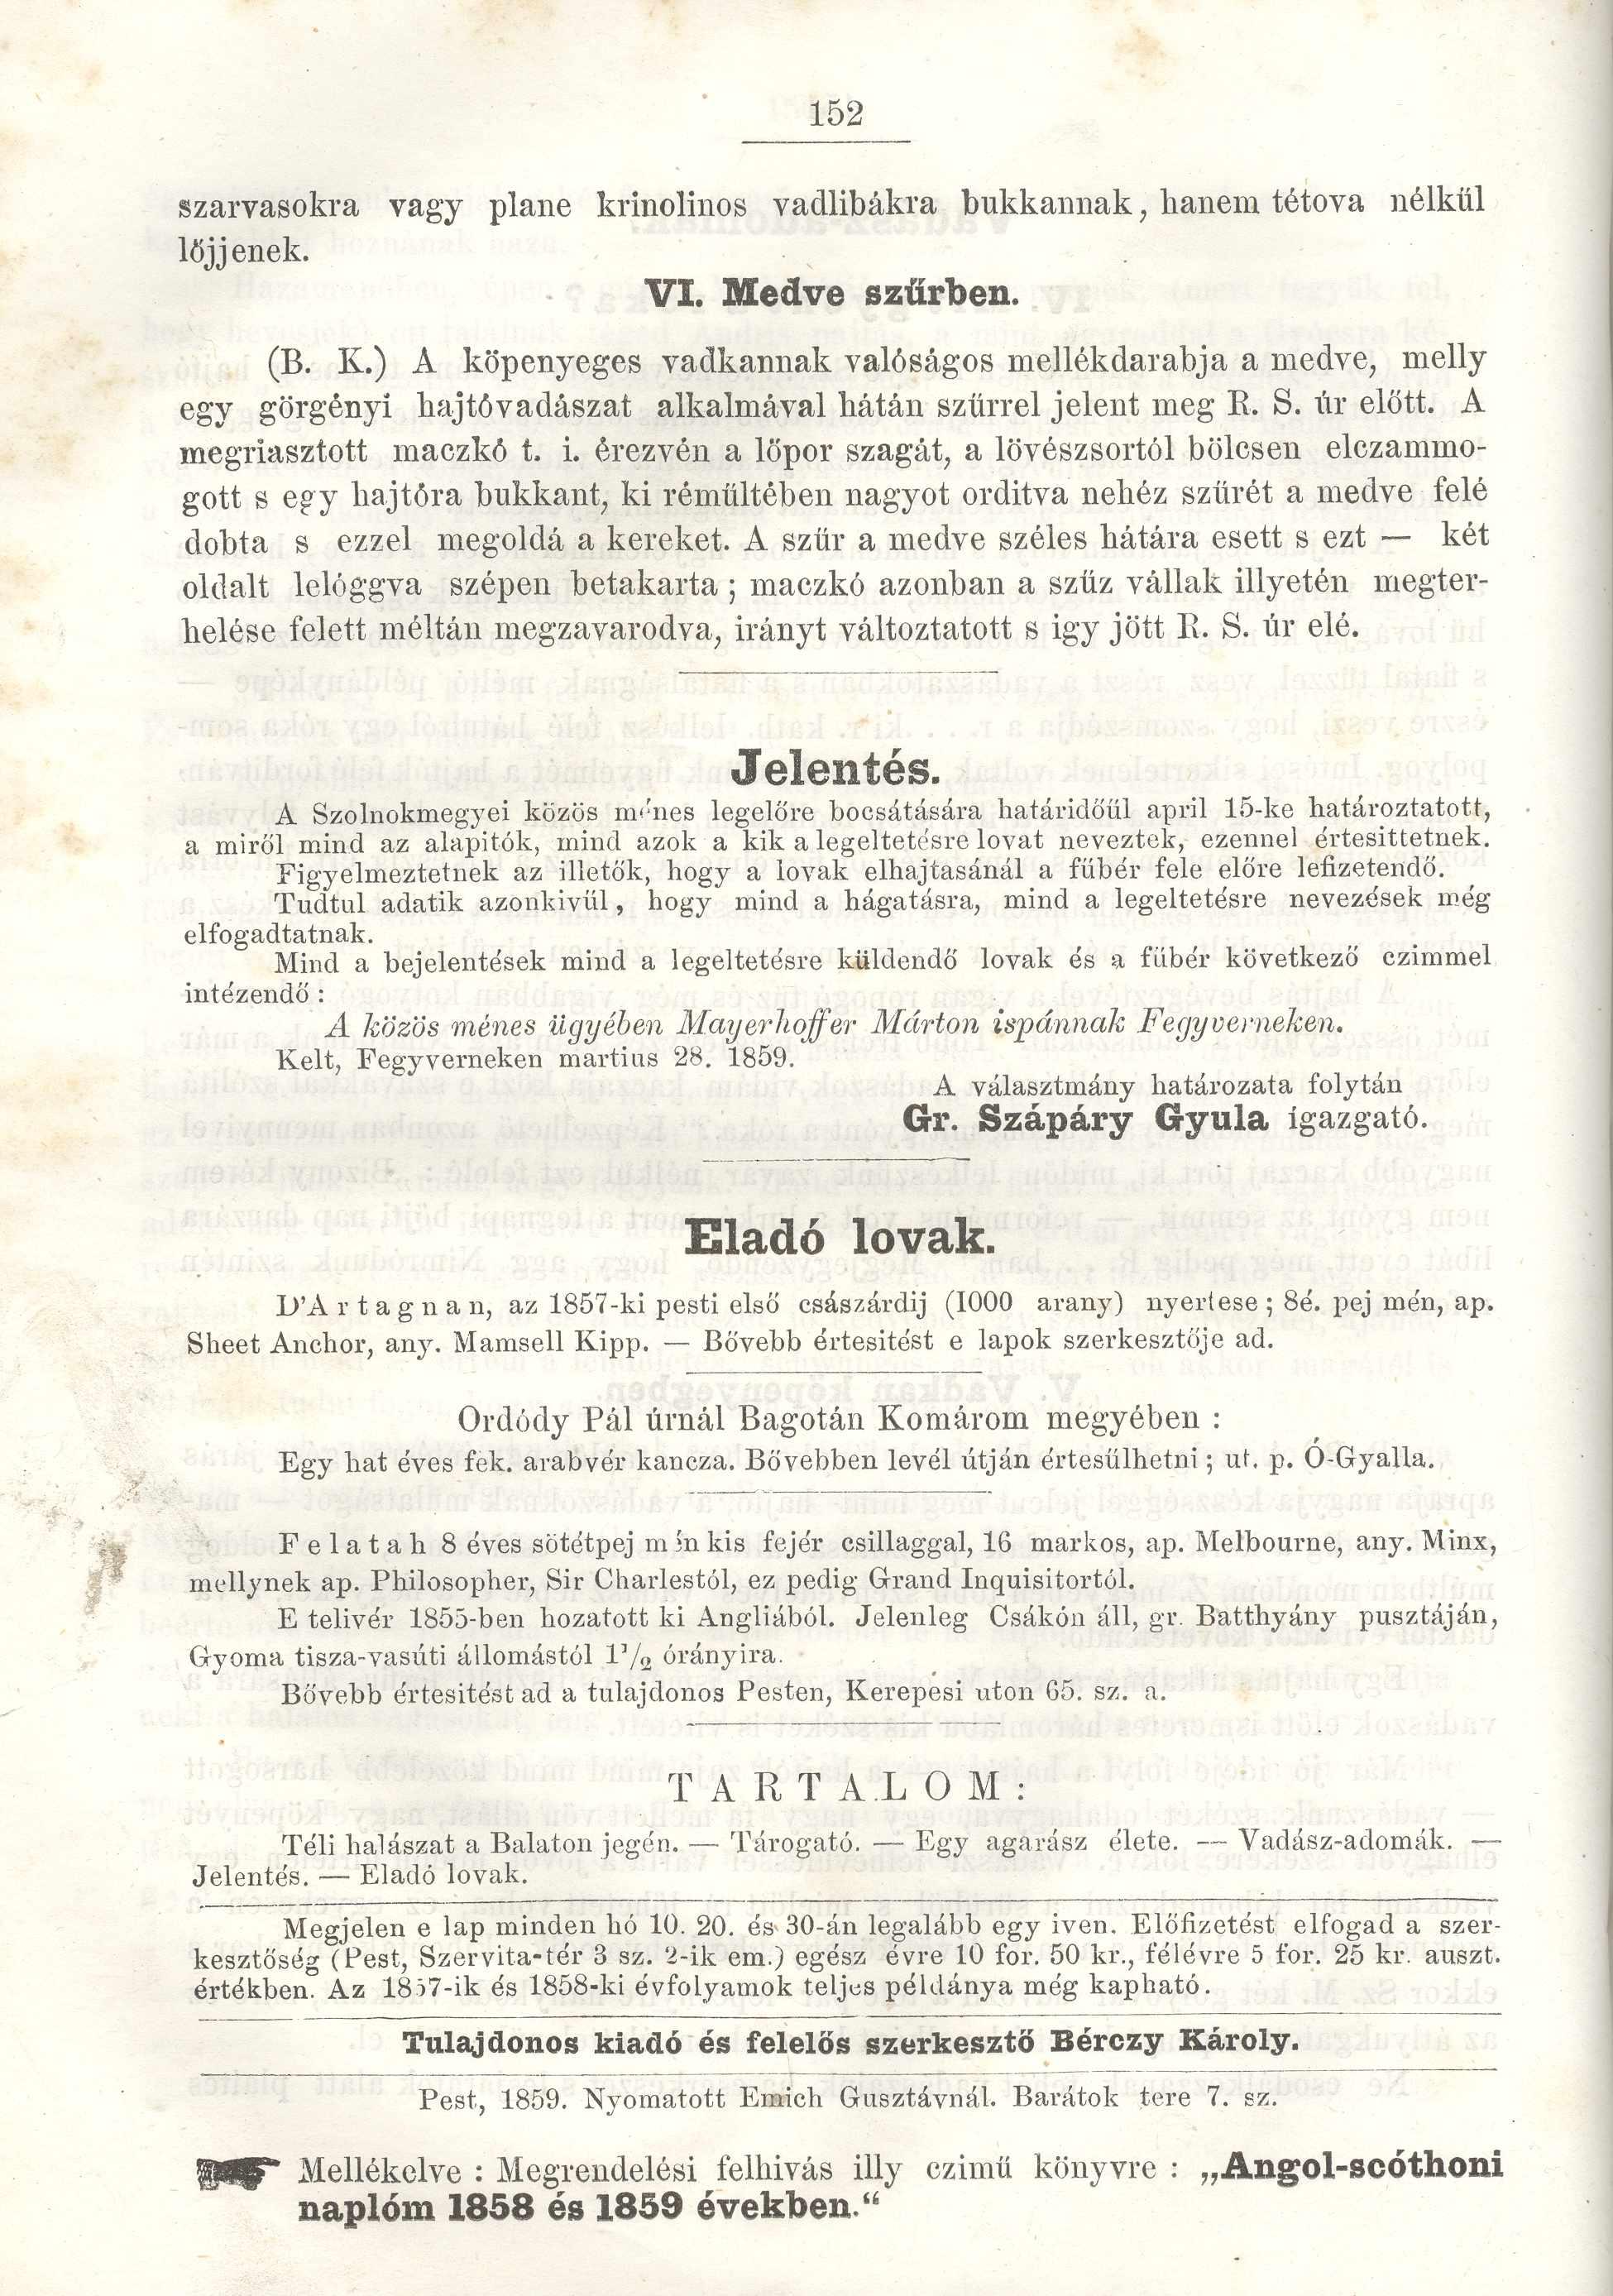 152
szarvasokra vagy plane krinolinos vadlibákra bukkannak, hanem tétova nélkül
lőjjenek.
VI. Medve szűrben.
(B. K.) A köpenyeges vadkannak valóságos mellékdarabja a medve, melly
egy görgényi hajtóvadászat alkalmával hátán szűrrel jelent meg R. S. úr előtt. A
megriasztott maczkó t. i. érezvén a lőpor szagát, a lövészsortól bölcsen elczammo-
gott s egy hajtóra bukkant, ki rémültében nagyot orditva nehéz szűrét a medve felé
dobta s ezzel megoldá a kereket. A szűr a medve széles hátára esett s ezt — két
oldalt lelóggva szépen betakarta; maczkó azonban a szűz vállak illyetén megter-
helése felett méltán megzavarodva, irányt változtatott s igy jött R. S. úr elé.
Jelentés.
A Szolnokmegyei közös ménes legelőre bocsátására határidőül april 15-ke határoztatott,
a miről mind az alapitók, mind azok a kik a legeltetésre lovat neveztek, ezennel értesittetnek.
Figyelmeztetnek az illetők, hogy a lovak elhajtasánál a fűbér fele előre lefizetendő.
Tudtul adatik azonkivül, hogy mind a hágatásra, mind a legeltetésre nevezések még
elfogadtatnak.
Mind a bejelentések mind a legeltetésre küldendő lovak és a fűbér következő czimmel
intézendő:
A közös ménes ügyében Mayerhoffer Márton ispánnak Fegyverneken.
Kelt, Fegyverneken martius 28. 1859.
A választmány határozata folytán
Gr. Szápáry Gyula igazgató.
Eladó lovak.
D'Artagnan, az 1857-ki pesti első császárdij (1000 arany) nyertese; 8é. pej mén, ap.
Sheet Anchor, any. Mamsell Kipp. — Bővebb értesitést e lapok szerkesztője ad.
Ordódy Pál úrnál Bagotán Komárom megyében :
Egy hat éves fek. arabvér kancza. Bővebben levél útján értesülhetni; ut. p. Ó-Gyalla.
Felatah 8 éves sötétpej mén kis fejér csillaggal, 16 markos, ap. Melbourne, any. Minx,
mellynek ap. Philosopher, Sir Charlestól, ez pedig Grand Inquisitortól.
E telivér 1855-ben hozatott ki Angliából. Jelenleg Csákón áll, gr. Batthyány pusztáján,
Gyoma tisza-vasúti állomástól 1½ órányira.
Bővebb értesitést ad a tulajdonos Pesten, Kerepesi uton 65. sz. a.
TARTALOM:
Téli halászat a Balaton jegén. — Tárogató. — Egy agarász élete. — Vadász-adomák. —
Jelentés. — Eladó lovak.
Megjelen e lap minden hó 10. 20. és 30-án legalább egy iven. Előfizetést elfogad a szer-
kesztőség (Pest, Szervita-tér 3 sz. 2-ik em.) egész évre 10 for. 50 kr., félévre 5 for. 25 kr. auszt.
értékben. Az 1857-ik és 1858-ki évfolyamok teljes példánya még kapható.
Tulajdonos kiadó és felelős szerkesztő Bérczy Károly.
Pest, 1859. Nyomatott Emich Gusztávnál. Barátok tere 7. sz.
Mellékelve : Megrendelési felhivás illy czimű könyvre : „Angol-scóthoni
naplóm 1858 és 1859 években.“